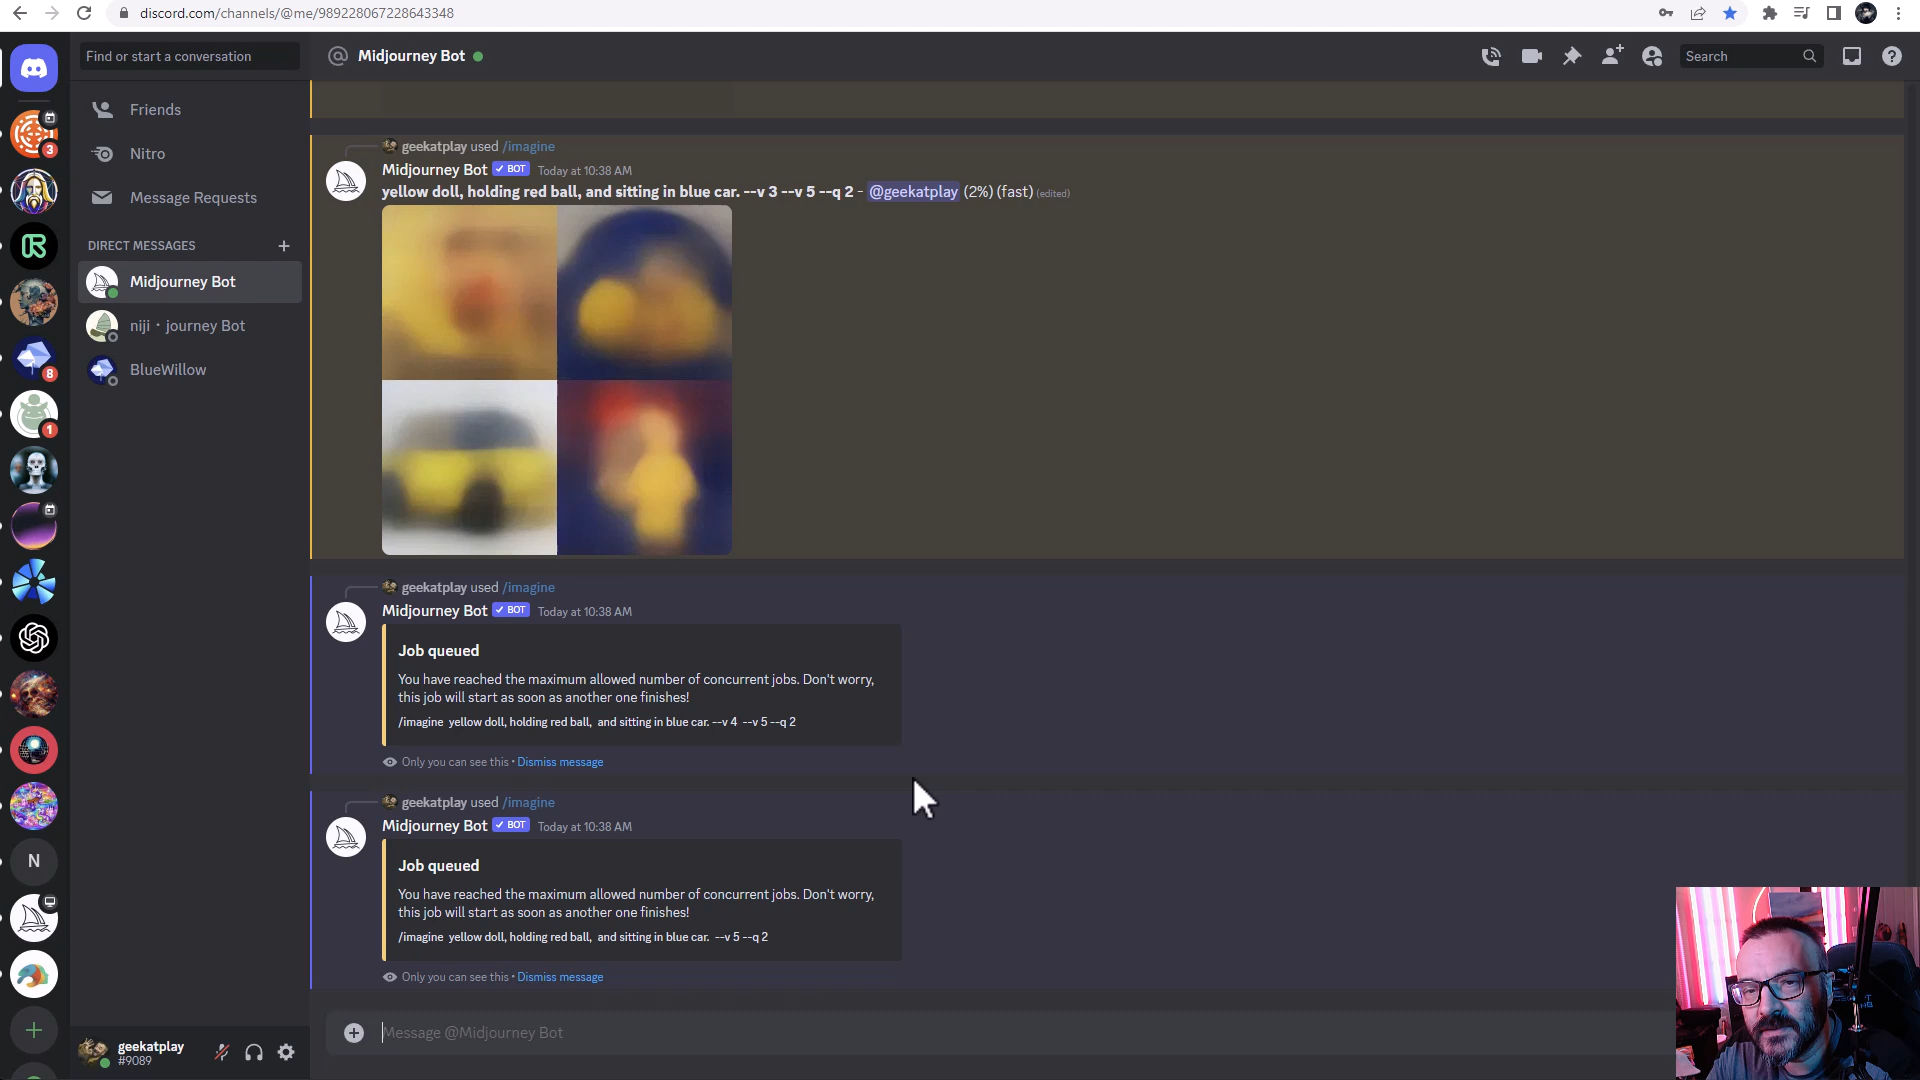 discord.com/channels/@me/989228067228643348
Find or start a conversation
Midjourney Bot
Search
Friends
Nitro
Message Requests
DIRECT MESSAGES
Midjourney Bot
niji・journey Bot
BlueWillow
3
8
1
N
geekatplay
#9089
geekatplay used /imagine
Midjourney Bot BOT Today at 10:38 AM
yellow doll, holding red ball, and sitting in blue car. --v 3 --v 5 --q 2 - @geekatplay (2%) (fast) (edited)
geekatplay used /imagine
Midjourney Bot BOT Today at 10:38 AM
Job queued
You have reached the maximum allowed number of concurrent jobs. Don't worry,
this job will start as soon as another one finishes!
/imagine yellow doll, holding red ball, and sitting in blue car. --v 4 --v 5 --q 2
Only you can see this • Dismiss message
geekatplay used /imagine
Midjourney Bot BOT Today at 10:38 AM
Job queued
You have reached the maximum allowed number of concurrent jobs. Don't worry,
this job will start as soon as another one finishes!
/imagine yellow doll, holding red ball, and sitting in blue car. --v 5 --q 2
Only you can see this • Dismiss message
Message @Midjourney Bot